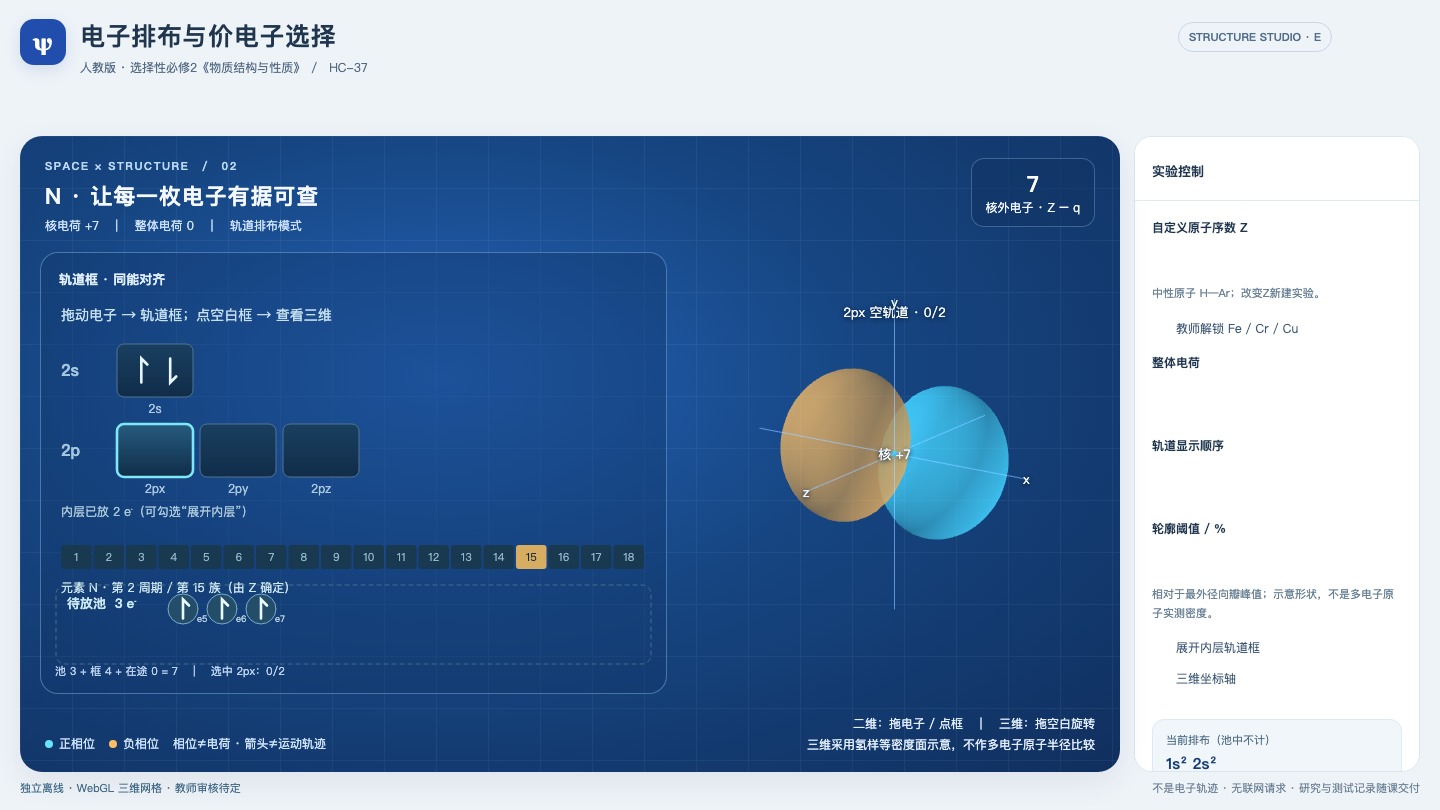 Ψ
电子排布与价电子选择
人教版 · 选择性必修2《物质结构与性质》 / HC-37
STRUCTURE STUDIO · E
SPACE × STRUCTURE / 02
N · 让每一枚电子有据可查
核电荷 +7 | 整体电荷 0 | 轨道排布模式
7
核外电子 · Z − q
轨道框 · 同能对齐
拖动电子 → 轨道框；点空白框 → 查看三维
2s
↿ ⇂
2s
2p
2px 2py 2pz
内层已放 2 e⁻（可勾选“展开内层”）
1 2 3 4 5 6 7 8 9 10 11 12 13 14 15 16 17 18
元素 N · 第 2 周期 / 第 15 族（由 Z 确定）
待放池 3 e⁻ ↿ e5 ↿ e6 ↿ e7
池 3 + 框 4 + 在途 0 = 7 | 选中 2px：0/2
y
2px 空轨道 · 0/2
核 +7
x
z
二维：拖电子 / 点框 | 三维：拖空白旋转
三维采用氢样等密度面示意，不作多电子原子半径比较
正相位 负相位 相位≠电荷 · 箭头≠运动轨迹
实验控制
自定义原子序数 Z
中性原子 H—Ar；改变Z新建实验。
教师解锁 Fe / Cr / Cu
整体电荷
轨道显示顺序
轮廓阈值 / %
相对于最外径向瓣峰值；示意形状，不是多电子原
子实测密度。
展开内层轨道框
三维坐标轴
当前排布（池中不计）
1s² 2s²
独立离线 · WebGL 三维网格 · 教师审核待定
不是电子轨迹 · 无联网请求 · 研究与测试记录随课交付